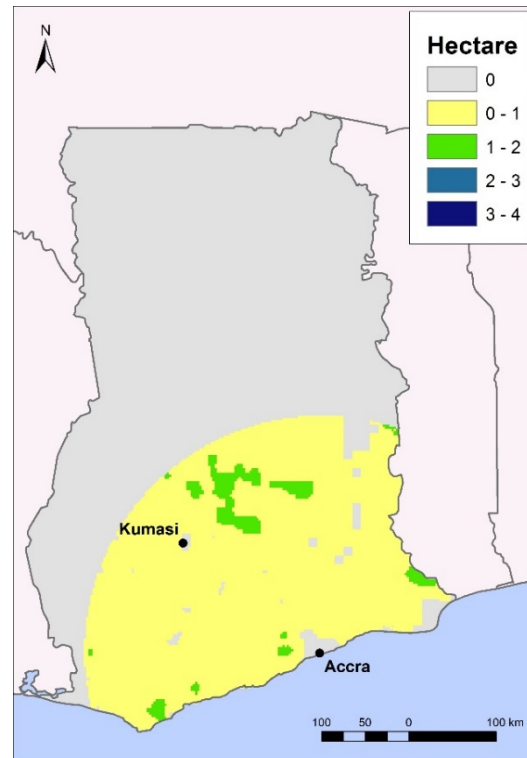 N
Hectare
0
0 - 1
1 - 2
2 - 3
3 - 4
Kumasi
Accra
100 50 0 100 km